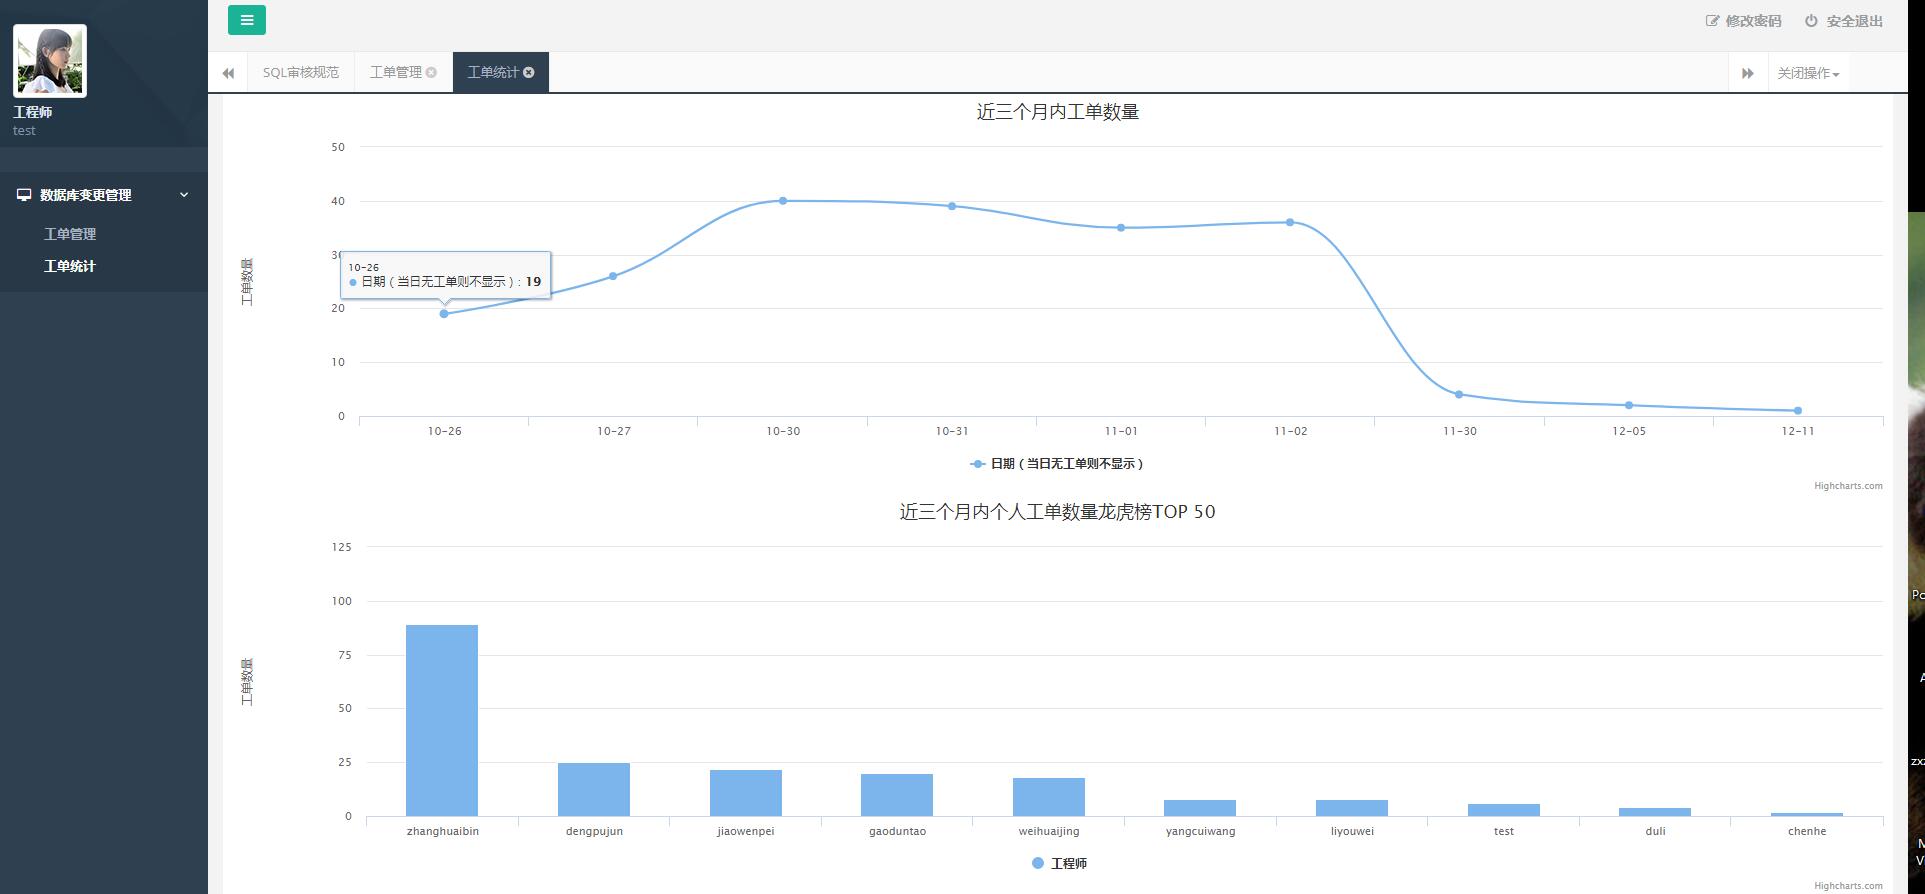 修改密码
安全退出
SQL审核规范
工单管理
工单统计
关闭操作
工程师
test
数据库变更管理
工单管理
工单统计
近三个月内工单数量
工单数量
50
40
30
20
10
0
10-26
日期（当日无工单则不显示）: 19
10-26
10-27
10-30
10-31
11-01
11-02
11-30
12-05
12-11
日期（当日无工单则不显示）
Highcharts.com
近三个月内个人工单数量龙虎榜TOP 50
工单数量
125
100
75
50
25
0
zhanghuaibin
dengpujun
jiaowenpei
gaoduntao
weihuaijing
yangcuiwang
liyouwei
test
duli
chenhe
工程师
Highcharts.com